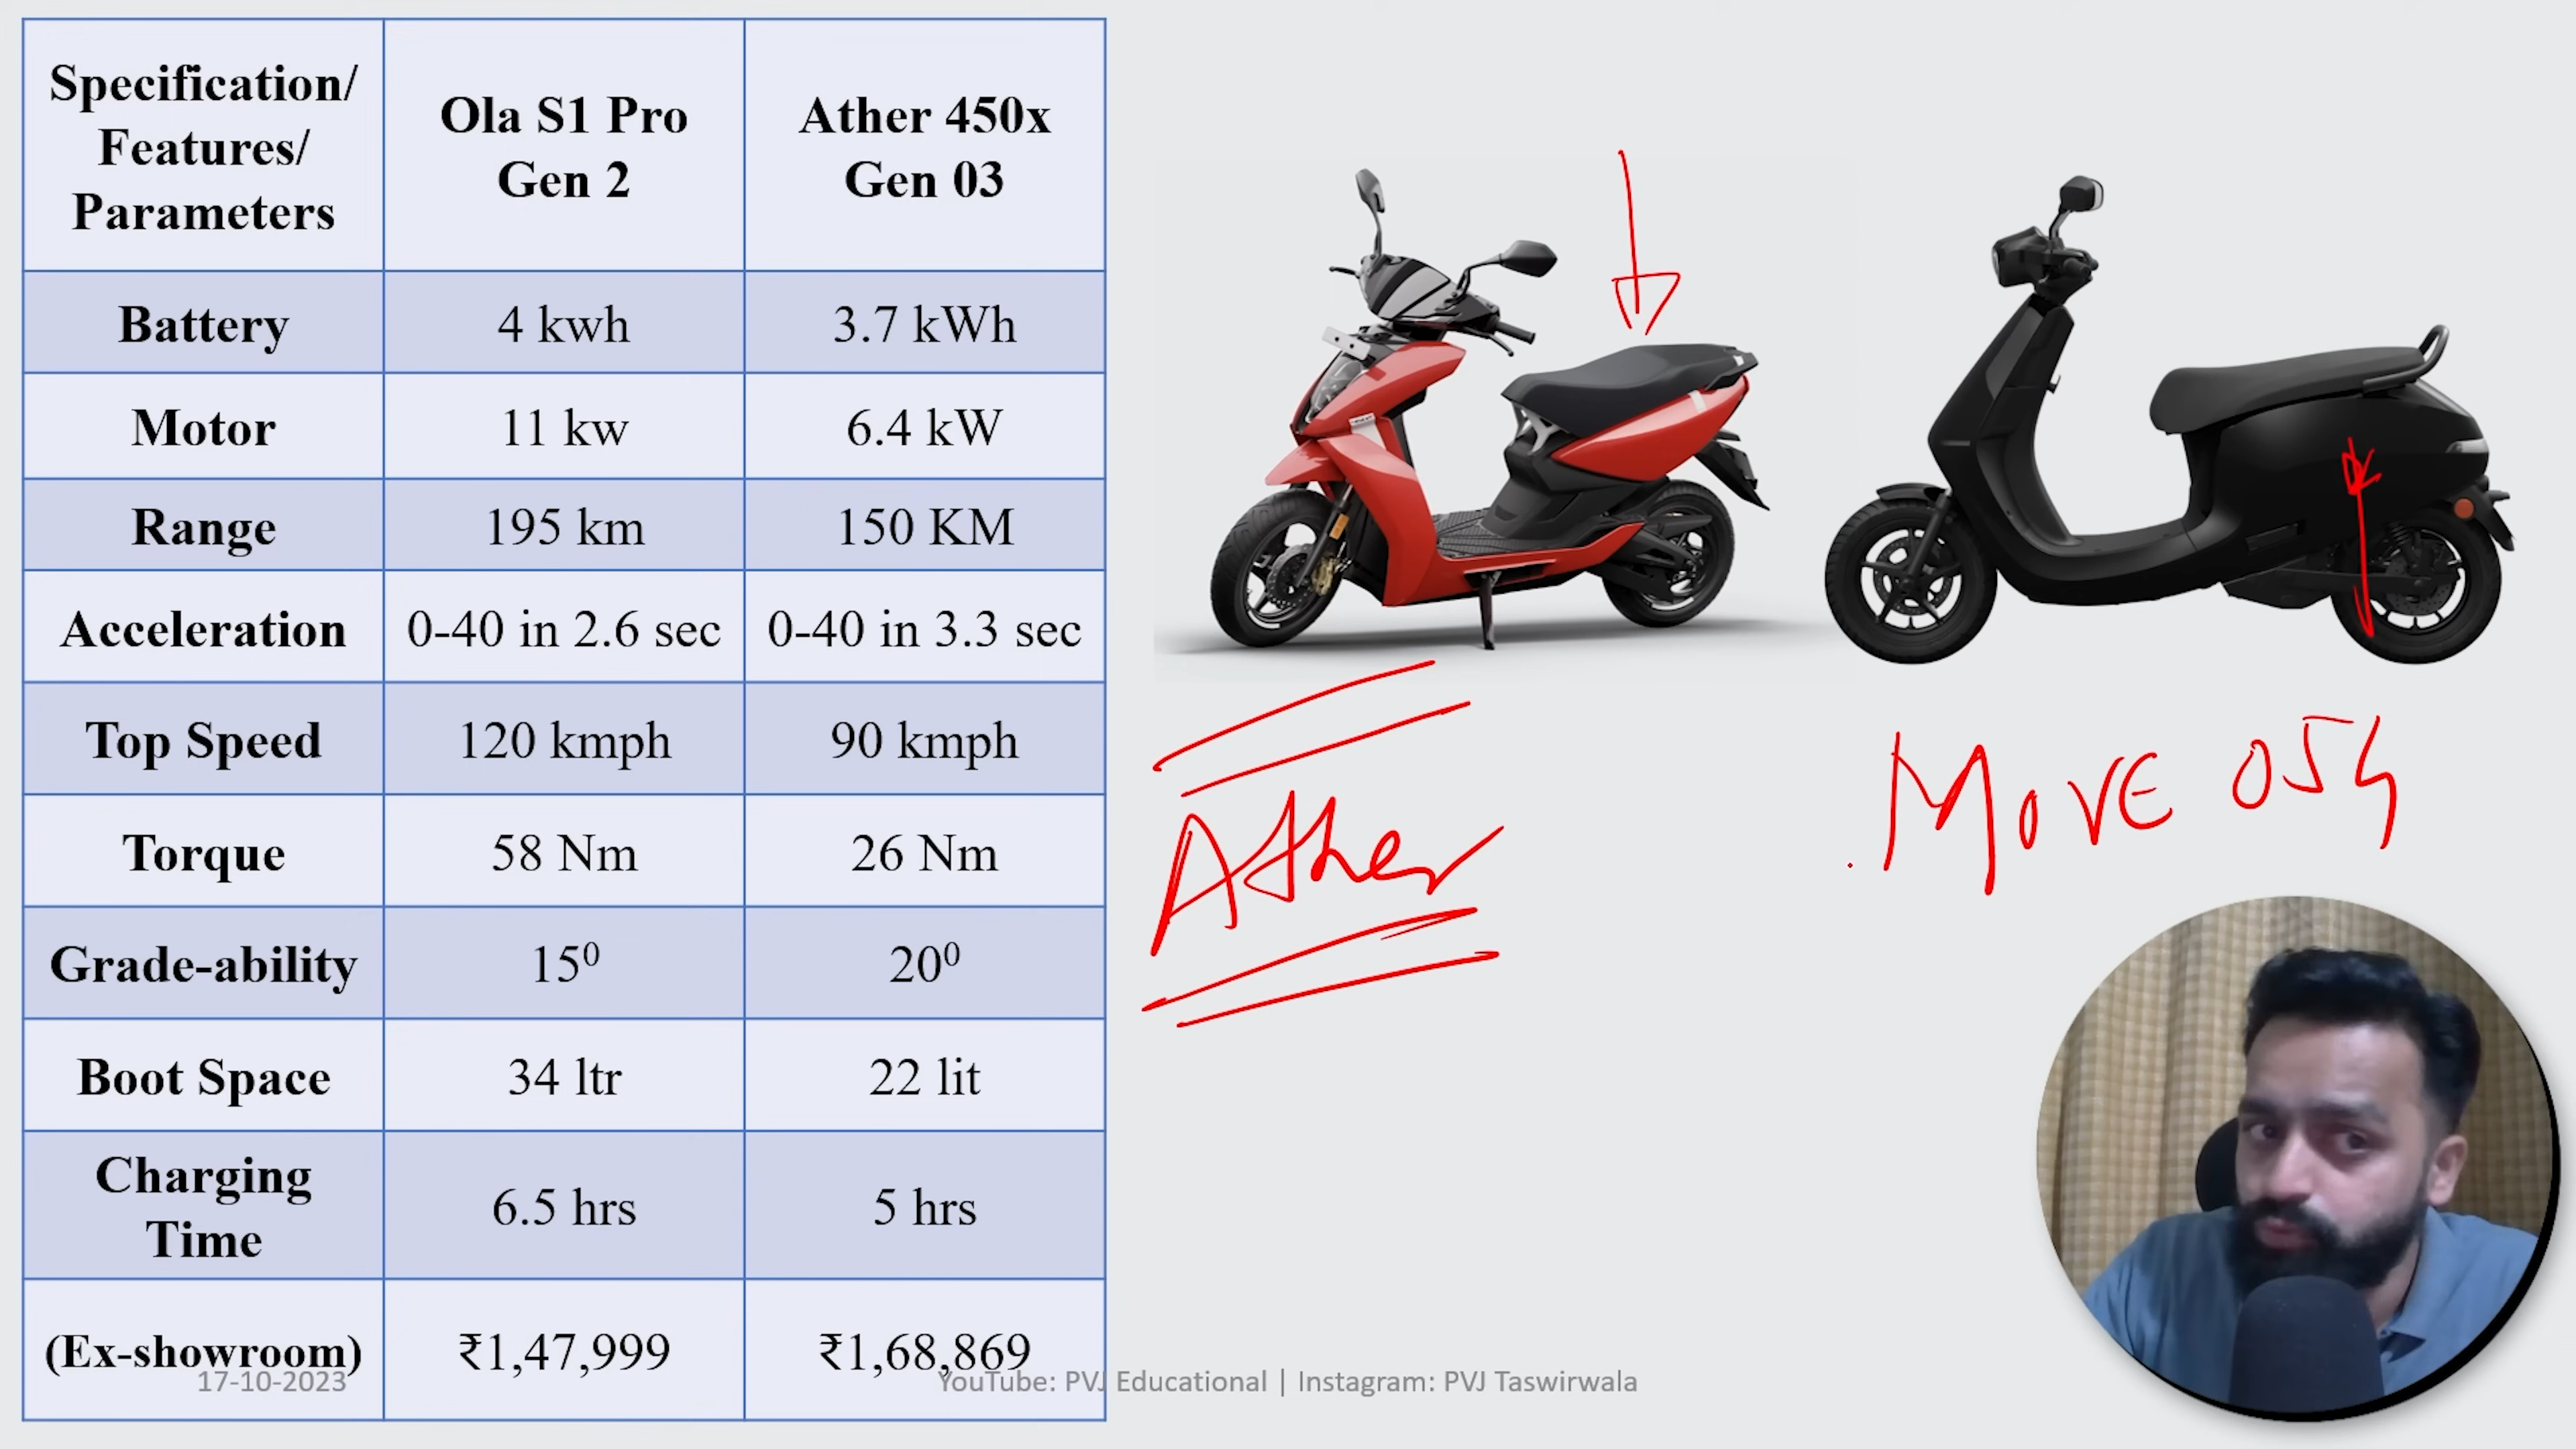 Specification/
Features/
Parameters
Ola S1 Pro
Gen 2
Ather 450x
Gen 03
Battery
4 kwh
3.7 kWh
Motor
11 kw
6.4 kW
Range
195 km
150 KM
Acceleration
0-40 in 2.6 sec
0-40 in 3.3 sec
Top Speed
120 kmph
90 kmph
Torque
58 Nm
26 Nm
Grade-ability
15⁰
20⁰
Boot Space
34 ltr
22 lit
Charging
Time
6.5 hrs
5 hrs
(Ex-showroom)
₹1,47,999
₹1,68,869
Ather
MOVE OS4
17-10-2023
YouTube: PVJ Educational | Instagram: PVJ Taswirwala